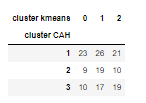 cluster kmeans 0 1 2
cluster CAH
1 23 26 21
2 9 19 10
3 10 17 19